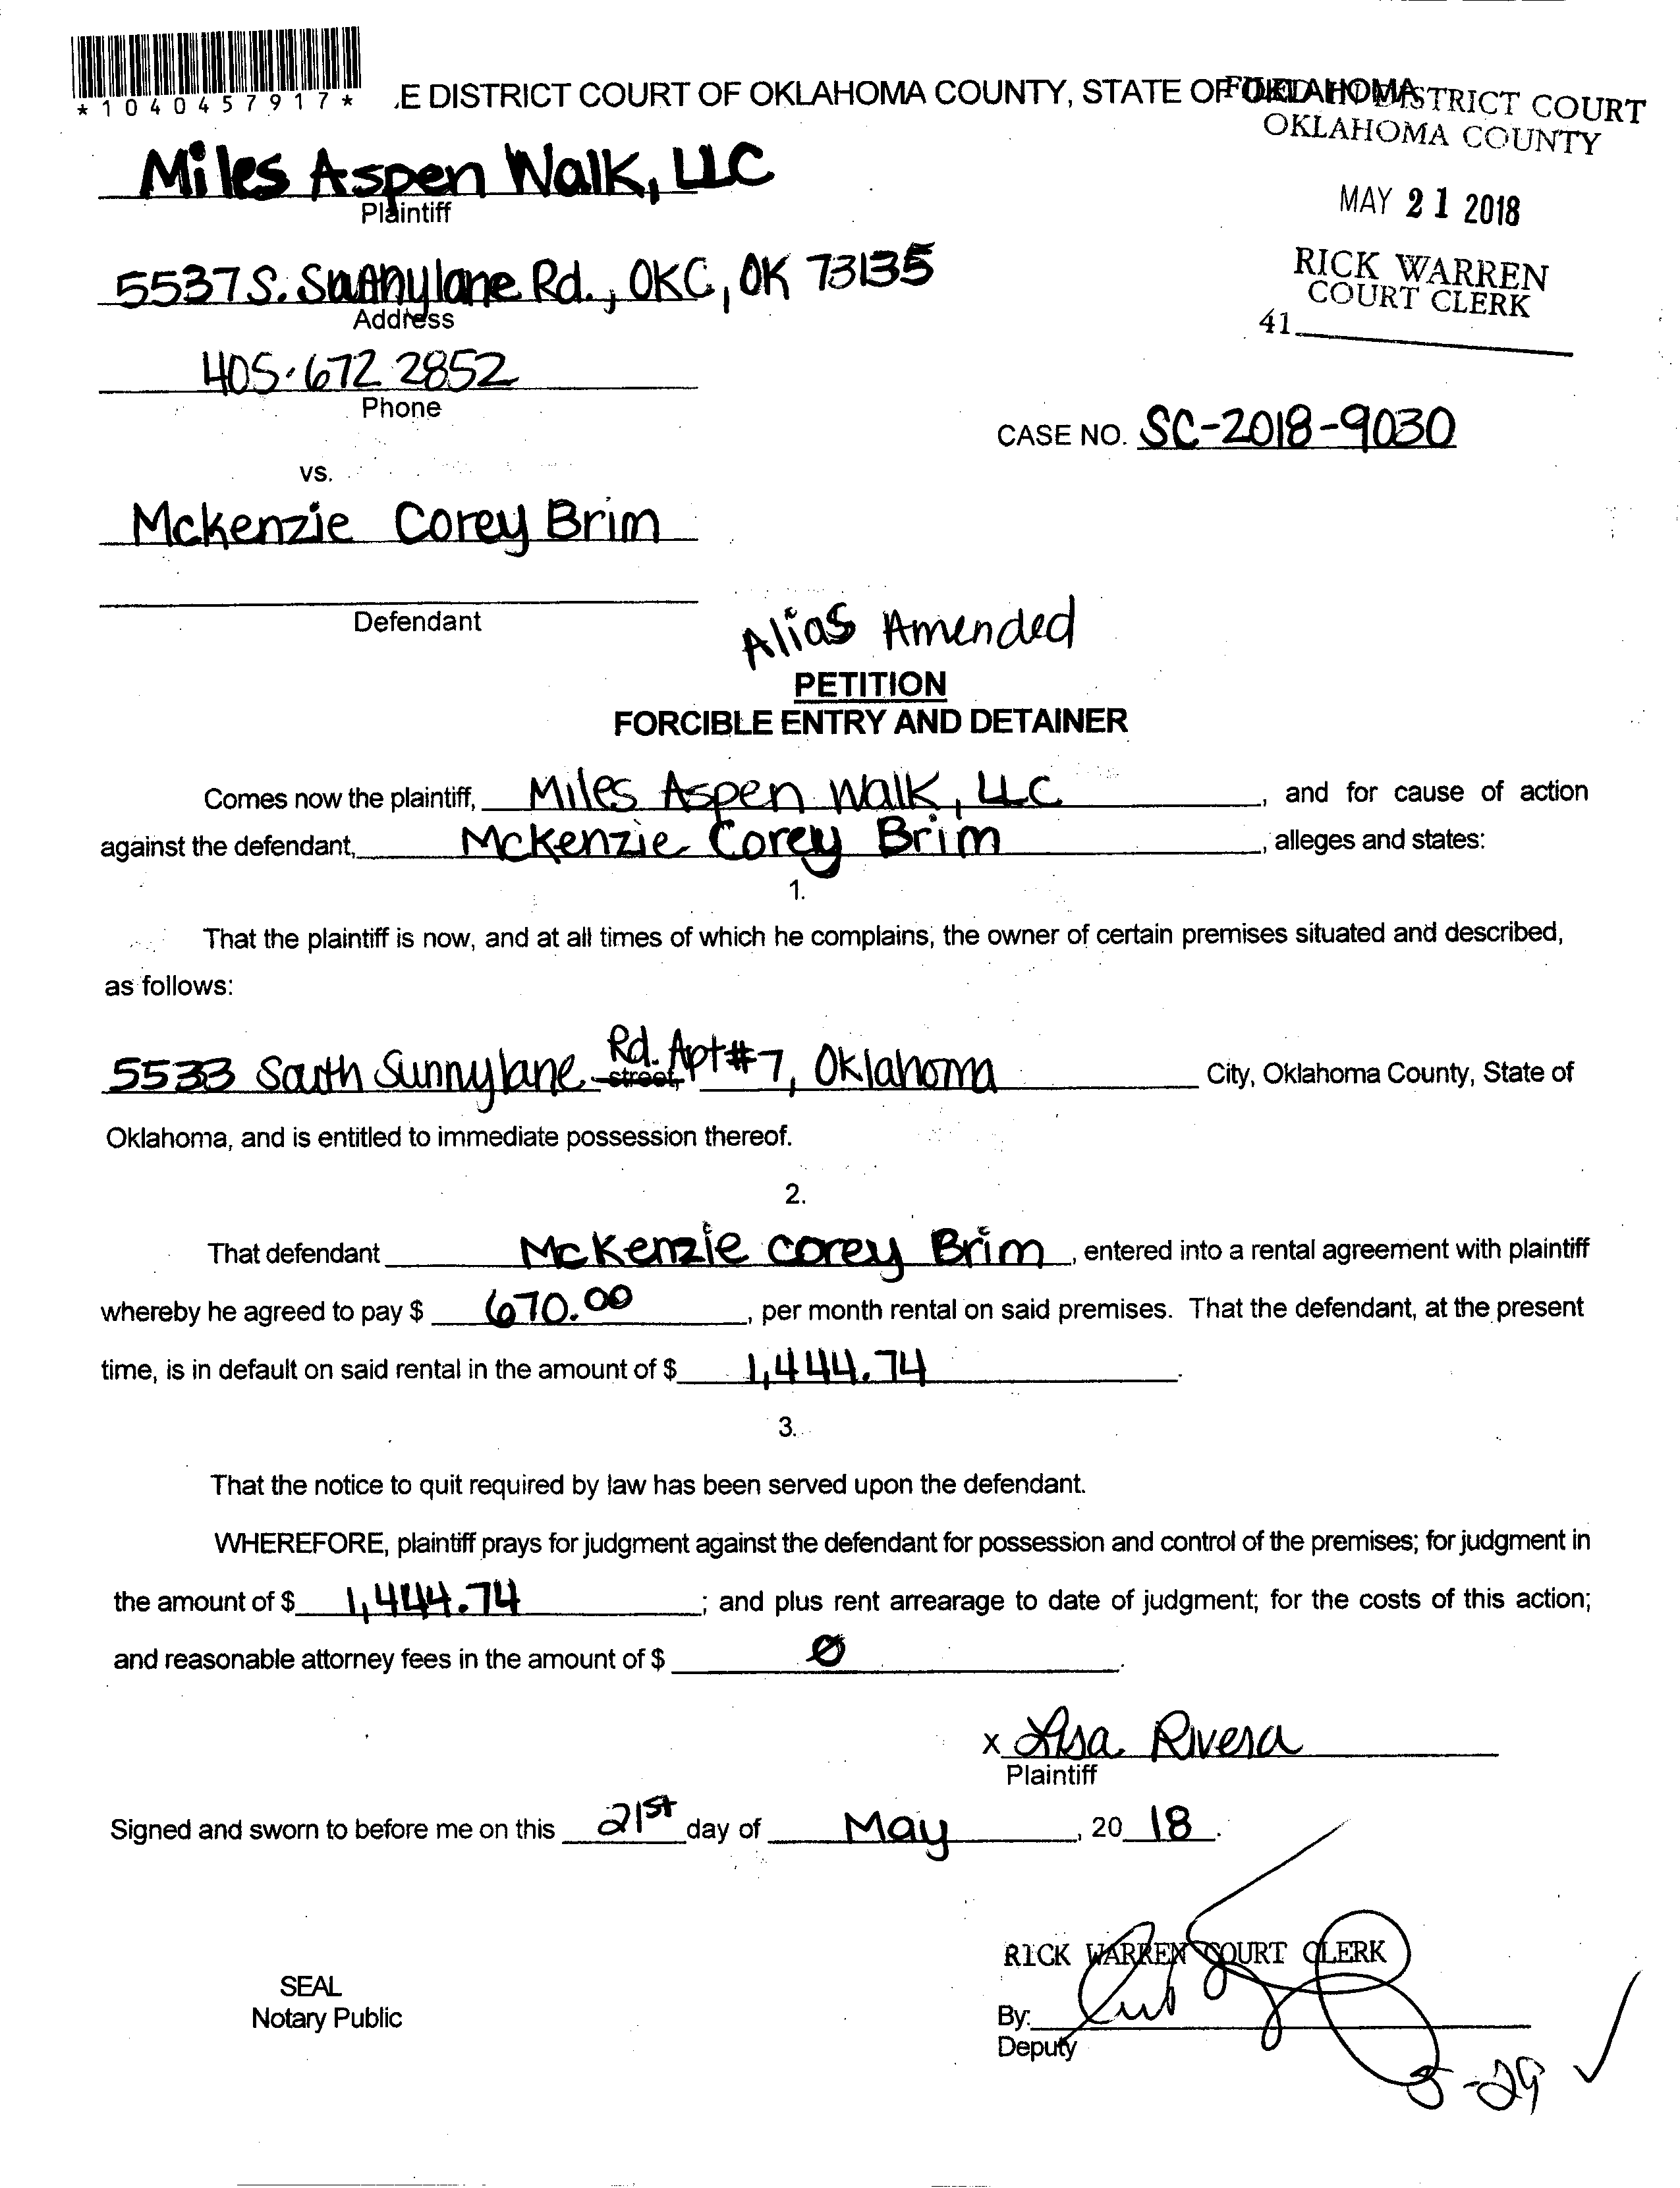 *1040457917*
.E DISTRICT COURT OF OKLAHOMA COUNTY, STATE OF OKLAHOMA
FILED IN DISTRICT COURT
OKLAHOMA COUNTY
MAY 21 2018
RICK WARREN
COURT CLERK
41
Miles Aspen Walk, LLC
Plaintiff
5537 S. Sunnylane Rd., OKC, OK 73135
Address
405.672 2852
Phone
CASE NO. SC-2018-9030
vs.
Mckenzie Corey Brim
Defendant
Alias Amended
PETITION
FORCIBLE ENTRY AND DETAINER
Comes now the plaintiff, Miles Aspen Walk, LLC, and for cause of action
against the defendant, McKenzie Corey Brim, alleges and states:
1.
That the plaintiff is now, and at all times of which he complains, the owner of certain premises situated and described,
as follows:
5533 South Sunnylane street, Rd. Apt #7, Oklahoma City, Oklahoma County, State of
Oklahoma, and is entitled to immediate possession thereof.
2.
That defendant McKenzie Corey Brim, entered into a rental agreement with plaintiff
whereby he agreed to pay $ 670.00, per month rental on said premises. That the defendant, at the present
time, is in default on said rental in the amount of $ 1,444.74.
3.
That the notice to quit required by law has been served upon the defendant.
WHEREFORE, plaintiff prays for judgment against the defendant for possession and control of the premises; for judgment in
the amount of $ 1,444.74; and plus rent arrearage to date of judgment; for the costs of this action;
and reasonable attorney fees in the amount of $ Ø.
x Lisa Rivera
Plaintiff
Signed and sworn to before me on this 21st day of May, 20 18.
RICK WARREN COURT CLERK
SEAL
Notary Public
By:
Deputy
5-29